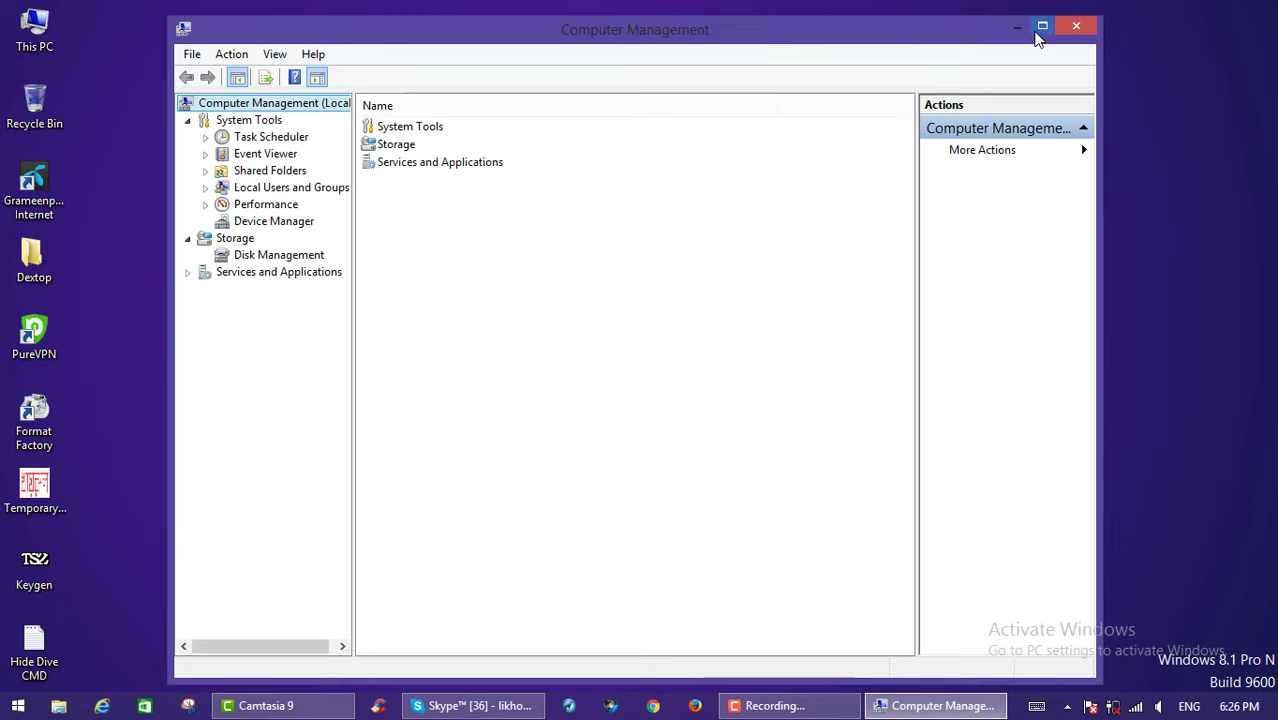 This PC
Recycle Bin
Grameenp...
Internet
Dextop
PureVPN
Format
Factory
Temporary...
TSZ
Keygen
Hide Dive
CMD
Computer Management
File Action View Help
Computer Management (Local
System Tools
Task Scheduler
Event Viewer
Shared Folders
Local Users and Groups
Performance
Device Manager
Storage
Disk Management
Services and Applications
Name
System Tools
Storage
Services and Applications
Actions
Computer Manageme...
More Actions
Activate Windows
Go to PC settings to activate Windows.
Windows 8.1 Pro N
Build 9600
Camtasia 9
Skype™ [36] - likho...
Recording...
Computer Manage...
ENG
6:26 PM